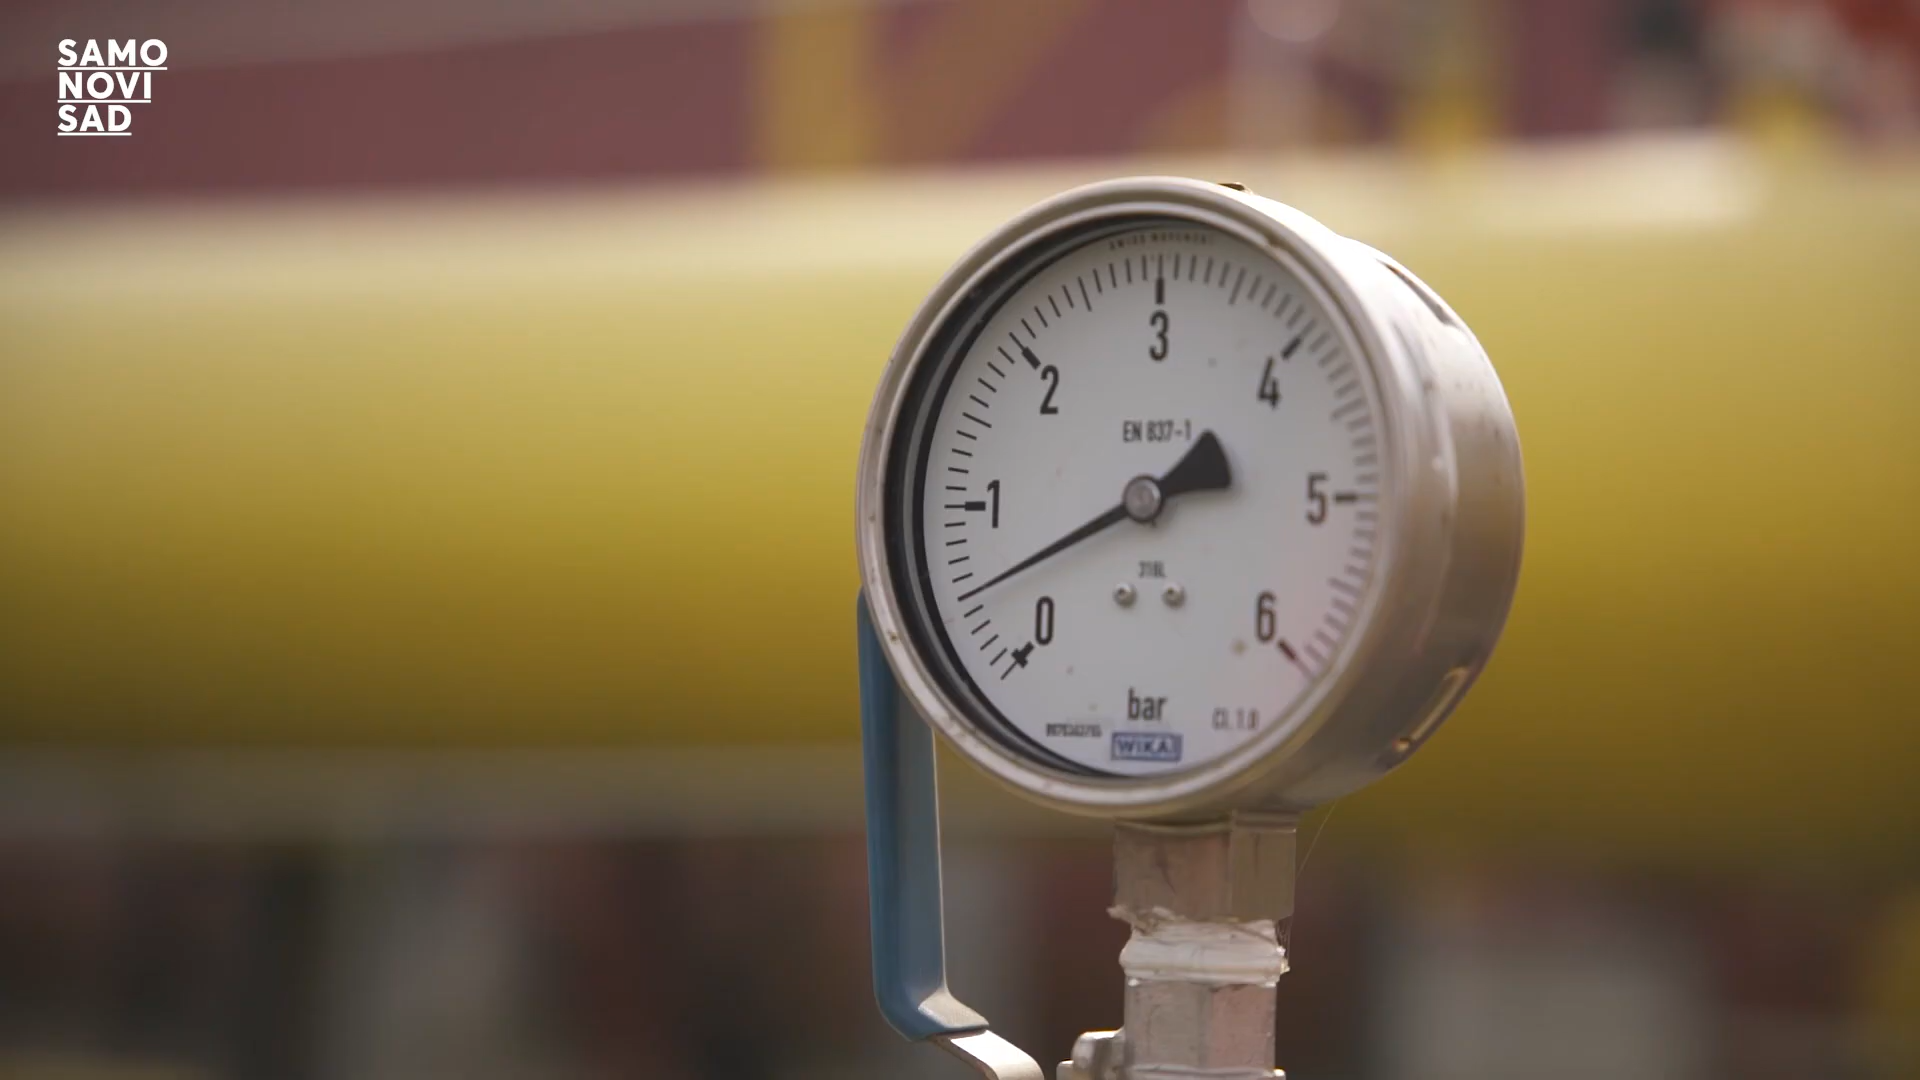 SAMO
NOVI
SAD
3
2
4
EN 837-1
1
5
316L
0
6
bar
Cl. 1.0
WIKA